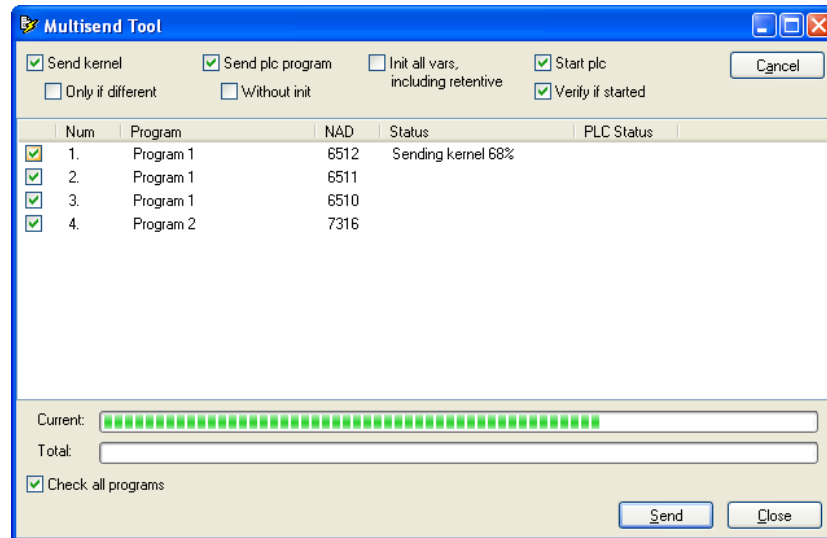 Multisend Tool
Send kernel Send plc program Init all vars, including retentive Start plc Cancel
Only if different Without init Verify if started
Num Program NAD Status PLC Status
1. Program 1 6512 Sending kernel 68%
2. Program 1 6511
3. Program 1 6510
4. Program 2 7316
Current:
Total:
Check all programs
Send Close